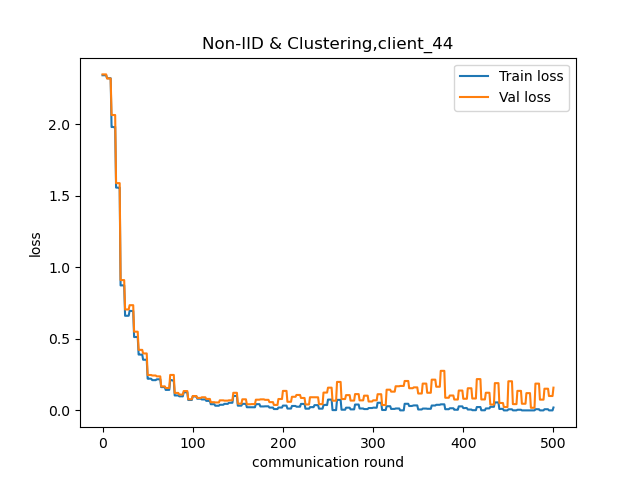 Non-IID & Clustering,client_44
Train loss
Val loss
loss
2.0
1.5
1.0
0.5
0.0
0 100 200 300 400 500
communication round